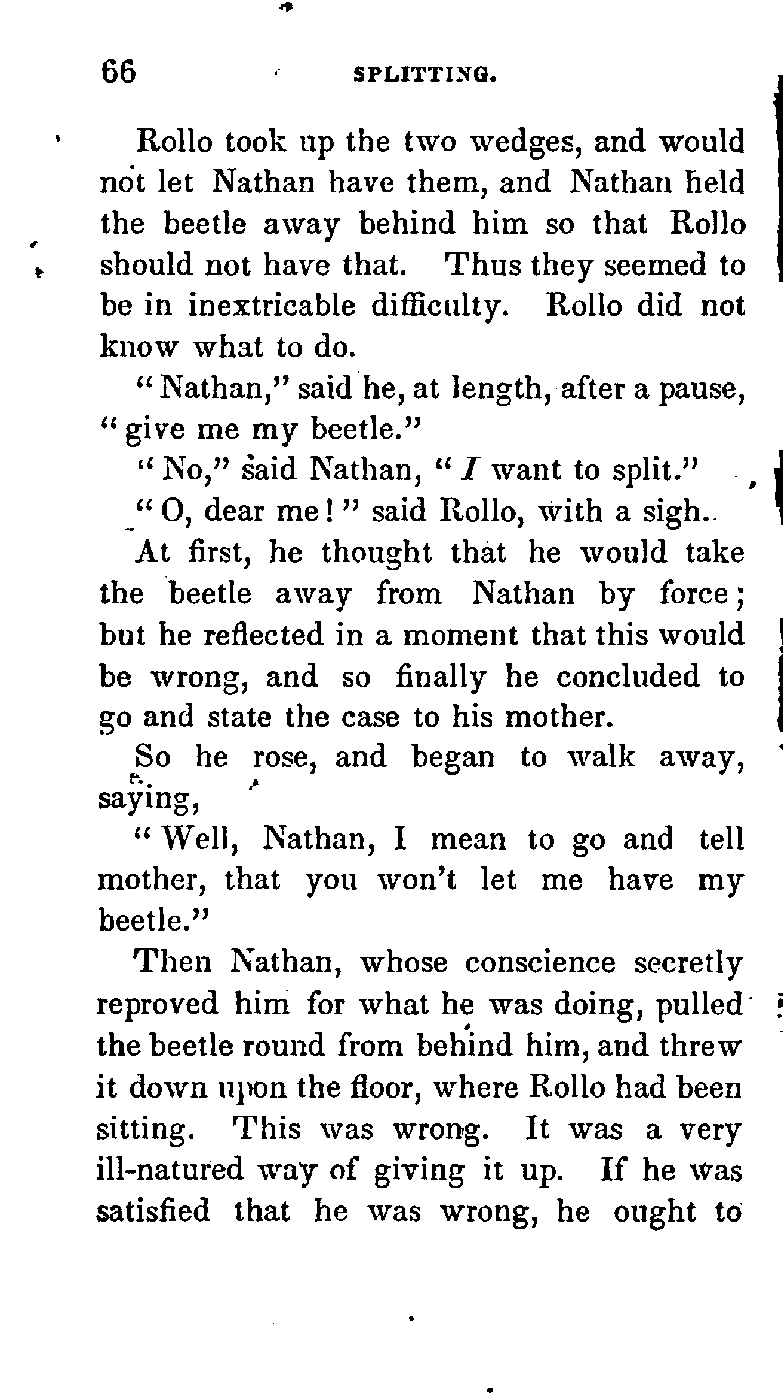 66 SPLITTING.
Rollo took up the two wedges, and would
not let Nathan have them, and Nathan held
the beetle away behind him so that Rollo
should not have that. Thus they seemed to
be in inextricable difficulty. Rollo did not
know what to do.
“Nathan,” said he, at length, after a pause,
“give me my beetle.”
“No,” said Nathan, “I want to split.”
“O, dear me!” said Rollo, with a sigh.
At first, he thought that he would take
the beetle away from Nathan by force;
but he reflected in a moment that this would
be wrong, and so finally he concluded to
go and state the case to his mother.
So he rose, and began to walk away,
saying,
“Well, Nathan, I mean to go and tell
mother, that you won’t let me have my
beetle.”
Then Nathan, whose conscience secretly
reproved him for what he was doing, pulled
the beetle round from behind him, and threw
it down upon the floor, where Rollo had been
sitting. This was wrong. It was a very
ill-natured way of giving it up. If he was
satisfied that he was wrong, he ought to